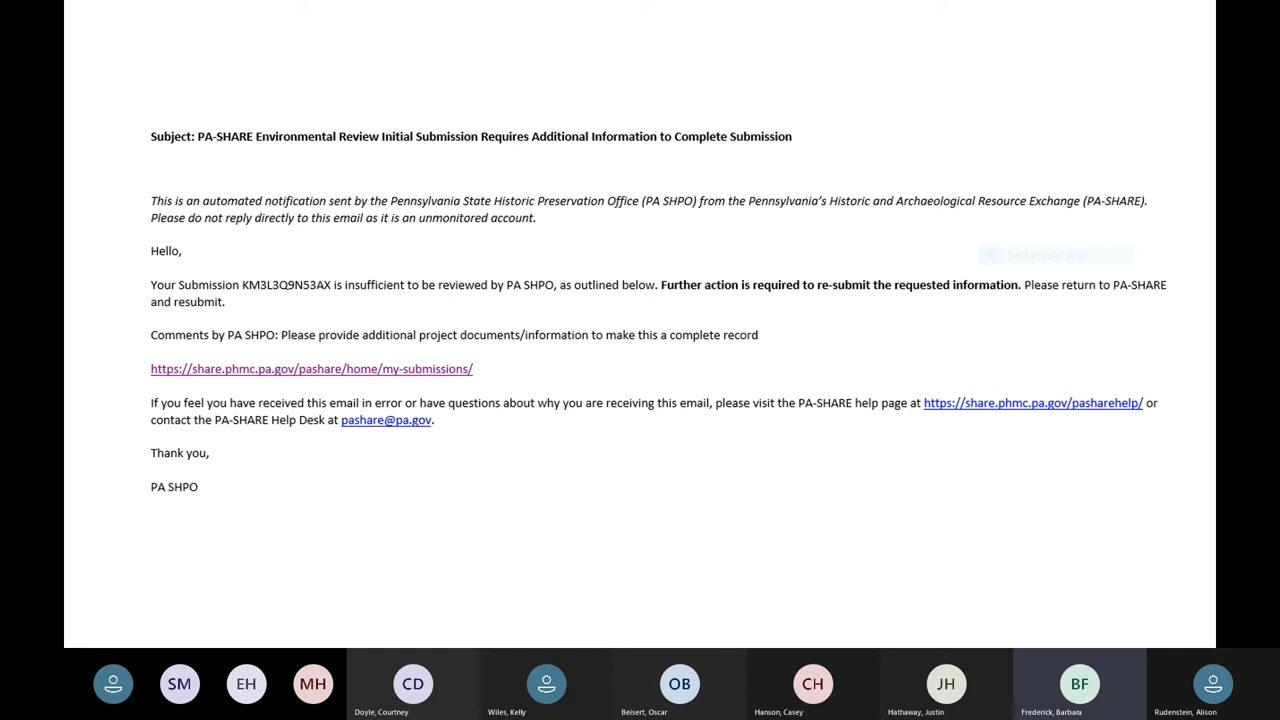 Subject: PA-SHARE Environmental Review Initial Submission Requires Additional Information to Complete Submission
This is an automated notification sent by the Pennsylvania State Historic Preservation Office (PA SHPO) from the Pennsylvania's Historic and Archaeological Resource Exchange (PA-SHARE).
Please do not reply directly to this email as it is an unmonitored account.
Hello,
Rectangular Snip
Your Submission KM3L3Q9N53AX is insufficient to be reviewed by PA SHPO, as outlined below. Further action is required to re-submit the requested information. Please return to PA-SHARE
and resubmit.
Comments by PA SHPO: Please provide additional project documents/information to make this a complete record
https://share.phmc.pa.gov/pashare/home/my-submissions/
If you feel you have received this email in error or have questions about why you are receiving this email, please visit the PA-SHARE help page at https://share.phmc.pa.gov/pasharehelp/ or
contact the PA-SHARE Help Desk at pashare@pa.gov.
Thank you,
PA SHPO
SM EH MH CD OB CH JH BF
Doyle, Courtney Wiles, Kelly Beisert, Oscar Hanson, Casey Hathaway, Justin Frederick, Barbara Rudenstein, Alison